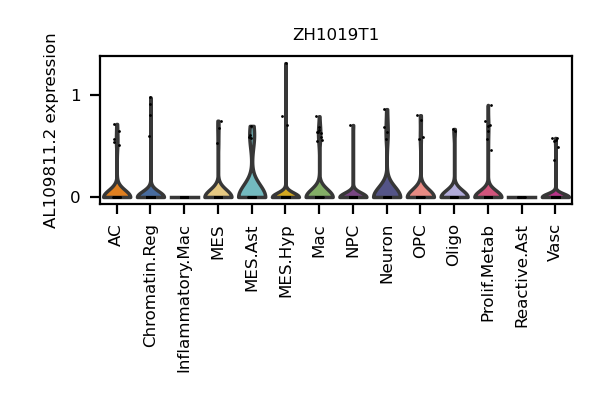 ZH1019T1
AL109811.2 expression
1
0
AC
Chromatin.Reg
Inflammatory.Mac
MES
MES.Ast
MES.Hyp
Mac
NPC
Neuron
OPC
Oligo
Prolif.Metab
Reactive.Ast
Vasc